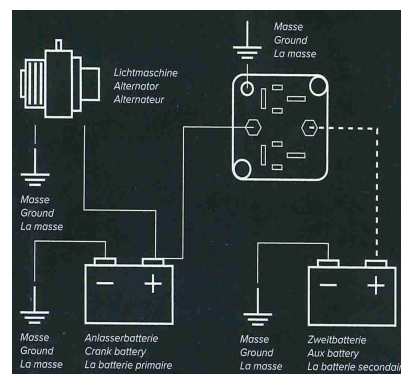 Masse
Ground
La masse
Lichtmaschine
Alternator
Alternateur
Masse
Ground
La masse
Masse
Ground
La masse
Anlasserbatterie
Crank battery
La batterie primaire
Masse
Ground
La masse
Zweitbatterie
Aux battery
La batterie secondair